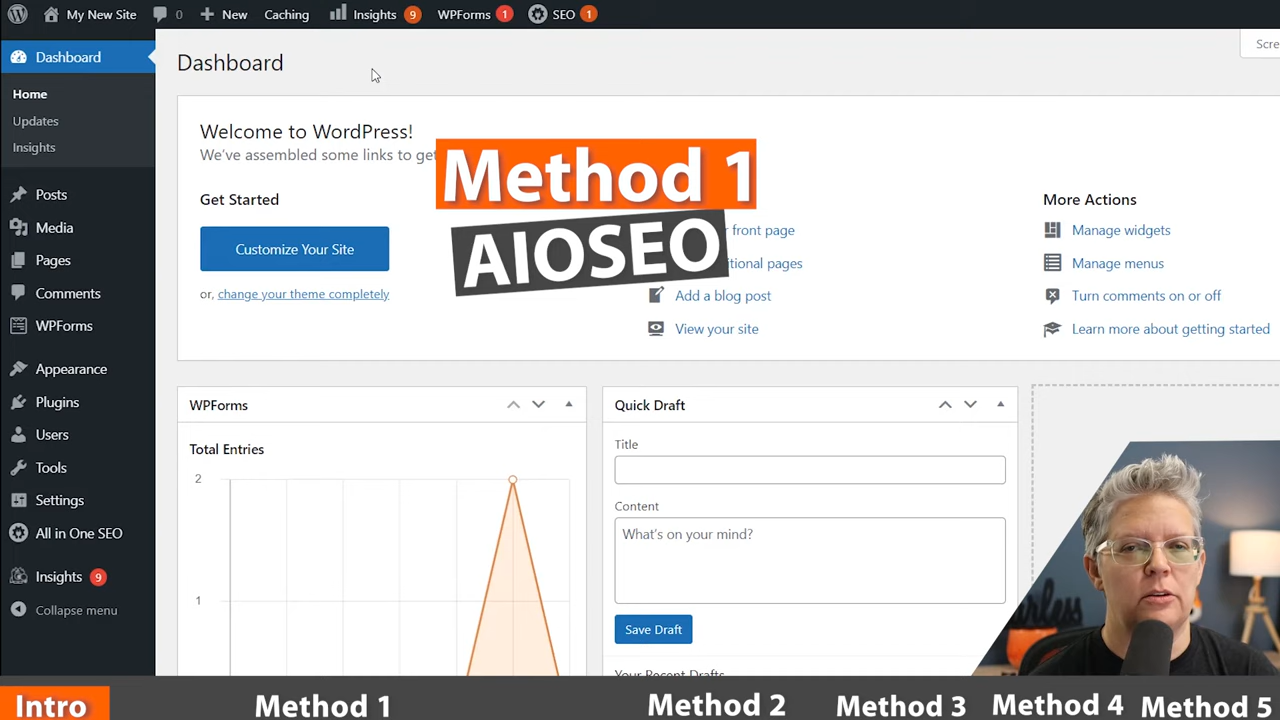 My New Site 0 New Caching Insights 9 WPForms 1 SEO 1
Dashboard
Home
Updates
Insights
Posts
Media
Pages
Comments
WPForms
Appearance
Plugins
Users
Tools
Settings
All in One SEO
Insights 9
Collapse menu
Dashboard
Welcome to WordPress!
We've assembled some links to get
Method 1
AIOSEO
Get Started
Customize Your Site
or, change your theme completely
front page
itional pages
Add a blog post
View your site
More Actions
Manage widgets
Manage menus
Turn comments on or off
Learn more about getting started
WPForms
Total Entries
2
1
Quick Draft
Title
Content
What's on your mind?
Save Draft
Your Recent Drafts
Scre
Intro Method 1 Method 2 Method 3 Method 4 Method 5